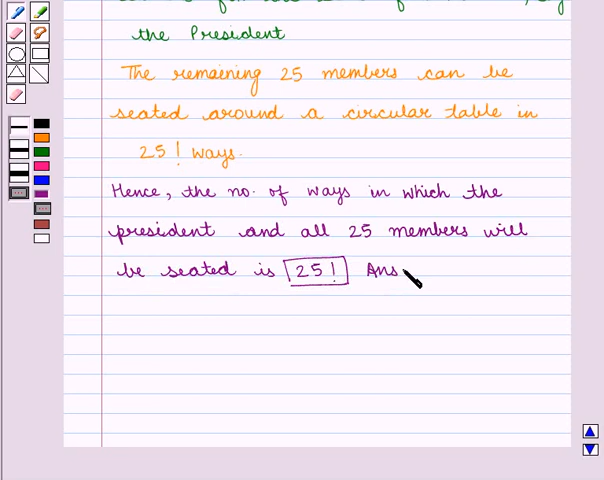 the President
The remaining 25 members can be
seated around a circular table in
25! ways.
Hence, the no. of ways in which the
president and all 25 members will
be seated is 25! Ans